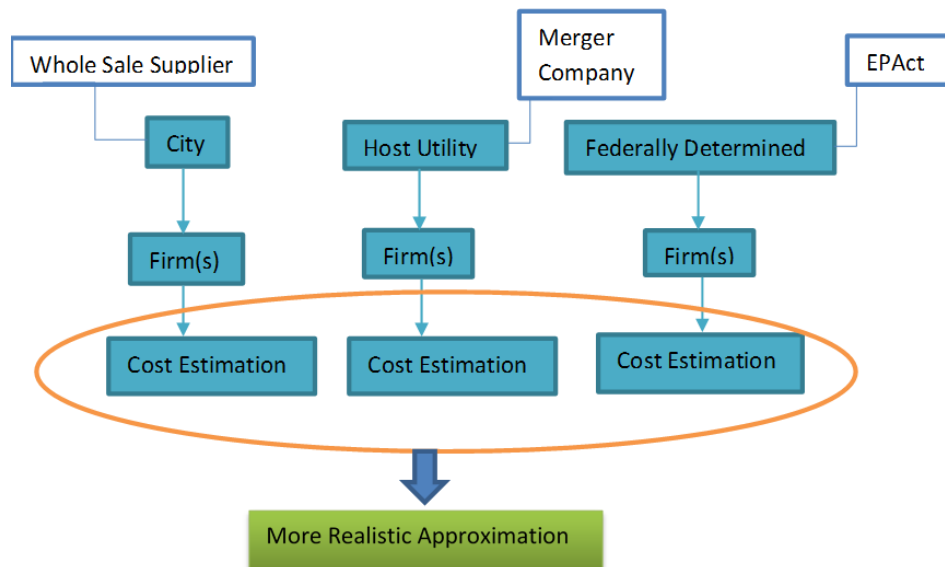 Whole Sale Supplier
Merger
Company
EPAct
City
Host Utility
Federally Determined
Firm(s)
Firm(s)
Firm(s)
Cost Estimation
Cost Estimation
Cost Estimation
More Realistic Approximation